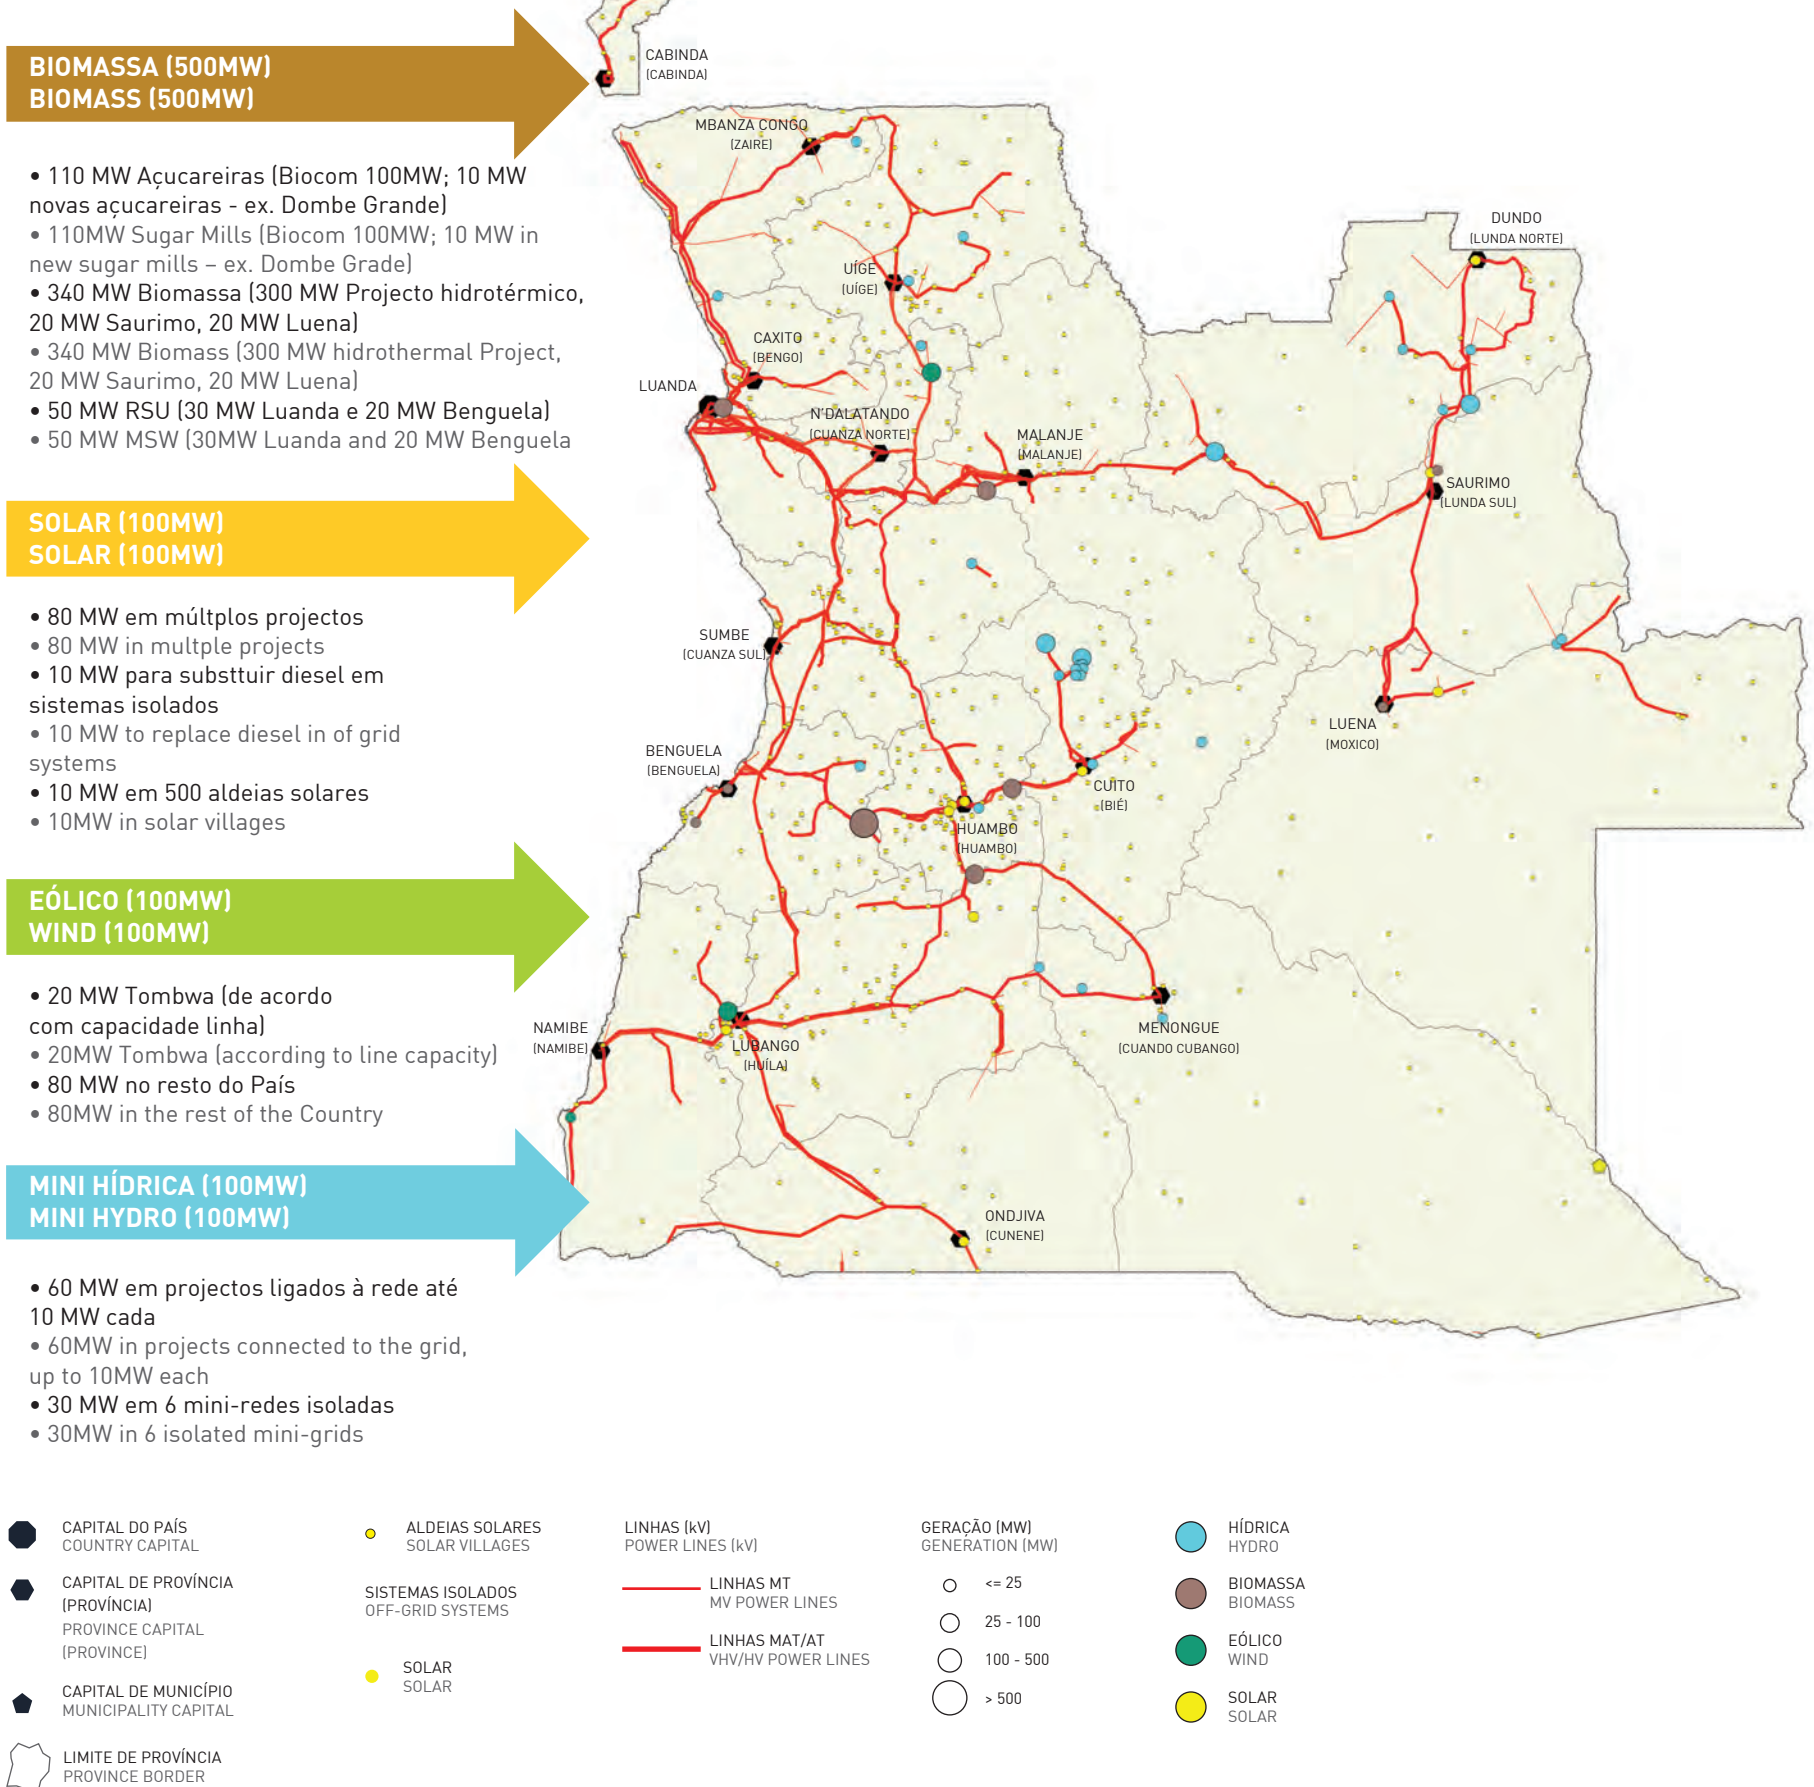 BIOMASSA (500MW)
BIOMASS (500MW)
• 110 MW Açucareiras (Biocom 100MW; 10 MW
novas açucareiras - ex. Dombe Grande)
• 110MW Sugar Mills (Biocom 100MW; 10 MW in
new sugar mills – ex. Dombe Grade)
• 340 MW Biomassa (300 MW Projecto hidrotérmico,
20 MW Saurimo, 20 MW Luena)
• 340 MW Biomass (300 MW hidrothermal Project,
20 MW Saurimo, 20 MW Luena)
• 50 MW RSU (30 MW Luanda e 20 MW Benguela)
• 50 MW MSW (30MW Luanda and 20 MW Benguela
SOLAR (100MW)
SOLAR (100MW)
• 80 MW em múltplos projectos
• 80 MW in multple projects
• 10 MW para substtuir diesel em
sistemas isolados
• 10 MW to replace diesel in of grid
systems
• 10 MW em 500 aldeias solares
• 10MW in solar villages
EÓLICO (100MW)
WIND (100MW)
• 20 MW Tombwa (de acordo
com capacidade linha)
• 20MW Tombwa (according to line capacity)
• 80 MW no resto do País
• 80MW in the rest of the Country
MINI HÍDRICA (100MW)
MINI HYDRO (100MW)
• 60 MW em projectos ligados à rede até
10 MW cada
• 60MW in projects connected to the grid,
up to 10MW each
• 30 MW em 6 mini-redes isoladas
• 30MW in 6 isolated mini-grids
CABINDA
(CABINDA)
MBANZA CONGO
(ZAIRE)
DUNDO
(LUNDA NORTE)
UÍGE
(UÍGE)
CAXITO
(BENGO)
LUANDA
N'DALATANDO
(CUANZA NORTE)
MALANJE
(MALANJE)
SAURIMO
(LUNDA SUL)
SUMBE
(CUANZA SUL)
LUENA
(MOXICO)
BENGUELA
(BENGUELA)
CUITO
(BIÉ)
HUAMBO
(HUAMBO)
NAMIBE
(NAMIBE)
LUBANGO
(HUÍLA)
MENONGUE
(CUANDO CUBANGO)
ONDJIVA
(CUNENE)
CAPITAL DO PAÍS
COUNTRY CAPITAL
CAPITAL DE PROVÍNCIA
(PROVÍNCIA)
PROVINCE CAPITAL
(PROVINCE)
CAPITAL DE MUNICÍPIO
MUNICIPALITY CAPITAL
LIMITE DE PROVÍNCIA
PROVINCE BORDER
ALDEIAS SOLARES
SOLAR VILLAGES
SISTEMAS ISOLADOS
OFF-GRID SYSTEMS
SOLAR
SOLAR
LINHAS (kV)
POWER LINES (kV)
LINHAS MT
MV POWER LINES
LINHAS MAT/AT
VHV/HV POWER LINES
GERAÇÃO (MW)
GENERATION (MW)
<= 25
25 - 100
100 - 500
> 500
HÍDRICA
HYDRO
BIOMASSA
BIOMASS
EÓLICO
WIND
SOLAR
SOLAR